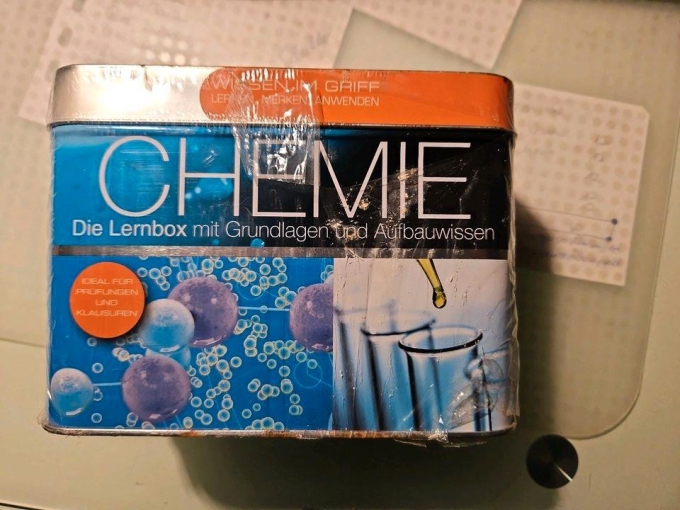 WISSEN IM GRIFF
LERNEN MERKEN ANWENDEN
CHEMIE
Die Lernbox mit Grundlagen und Aufbauwissen
IDEAL FÜR
PRÜFUNGEN
UND
KLAUSUREN